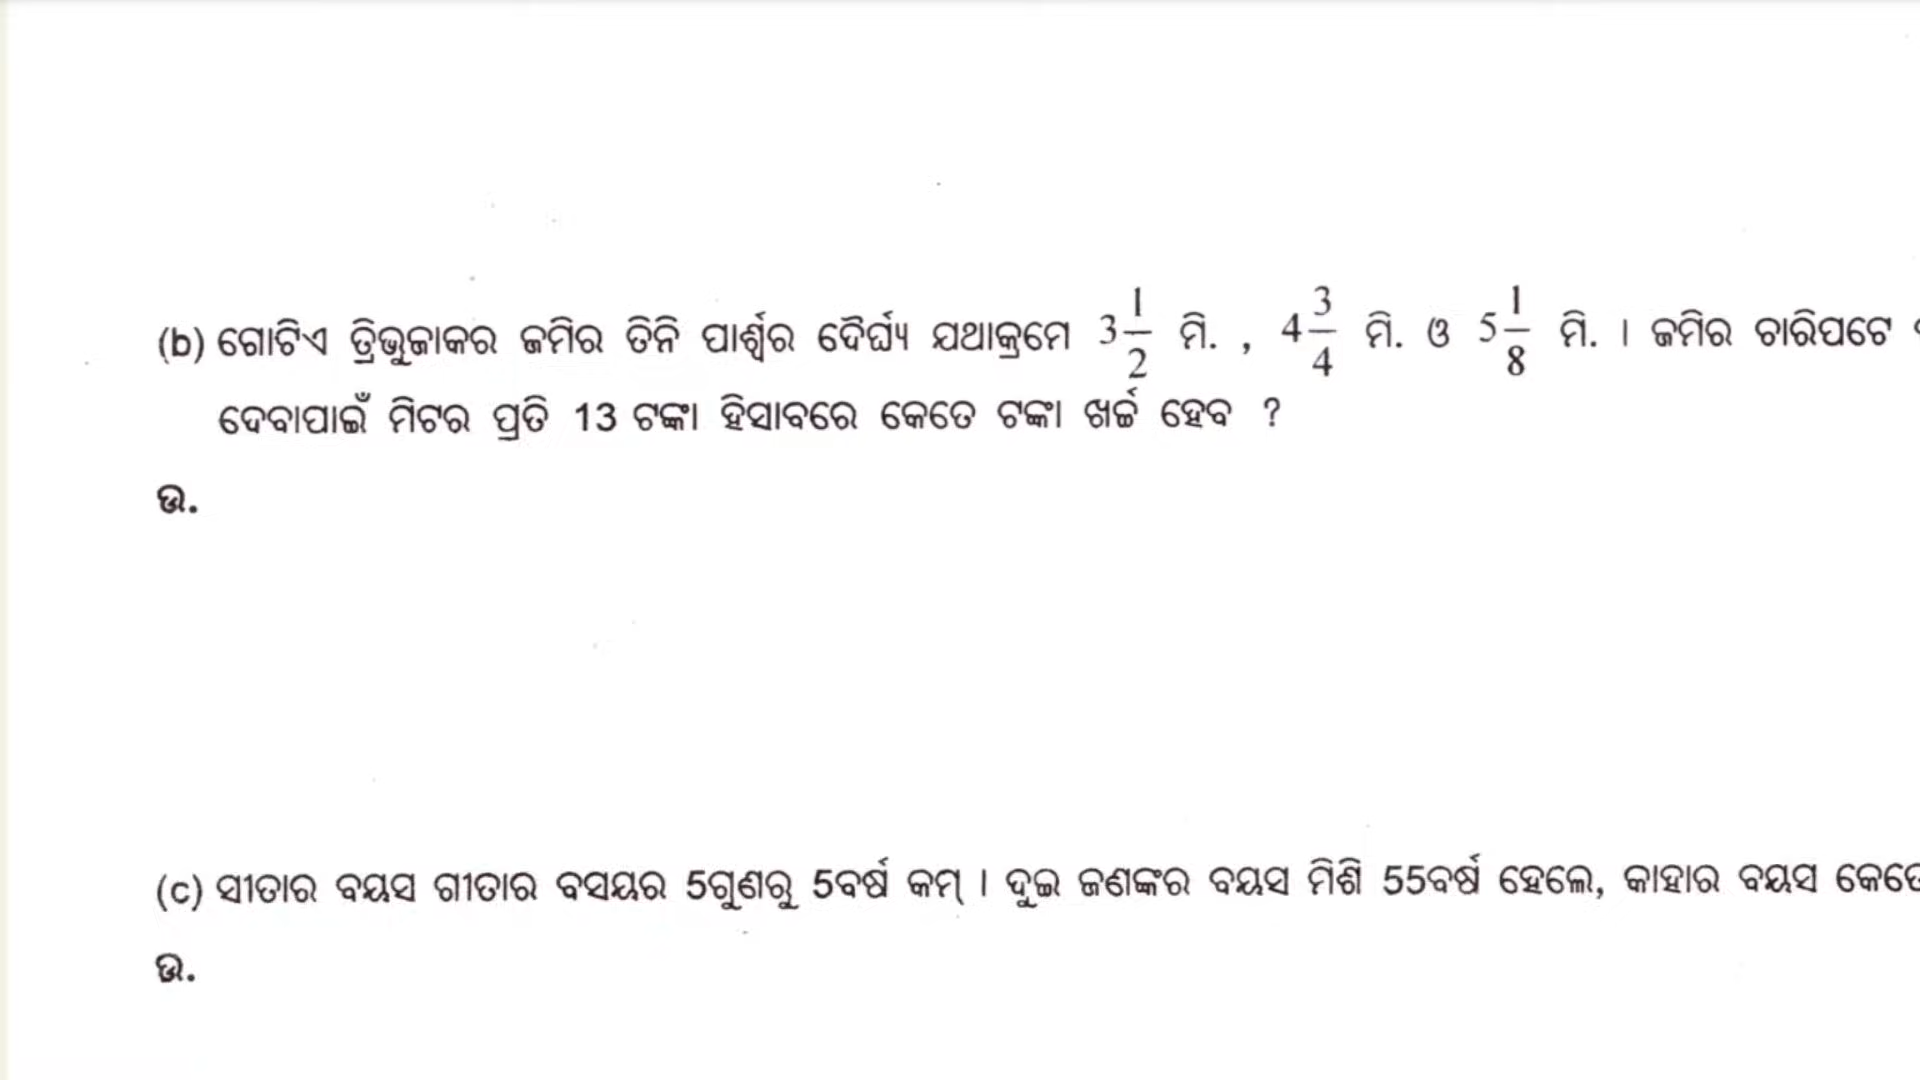 (b) ଗୋଟିଏ ତ୍ରିଭୁଜାକର ଜମିର ତିନି ପାର୍ଶ୍ୱର ଦୈର୍ଘ୍ୟ ଯଥାକ୍ରମେ 3 1/2 ମି. , 4 3/4 ମି. ଓ 5 1/8 ମି. । ଜମିର ଚାରିପଟେ
ଦେବାପାଇଁ ମିଟର ପ୍ରତି 13 ଟଙ୍କା ହିସାବରେ କେତେ ଟଙ୍କା ଖର୍ଚ୍ଚ ହେବ ?
ଉ.
(c) ସୀତାର ବୟସ ଗୀତାର ବସୟର 5ଗୁଣରୁ 5ବର୍ଷ କମ୍ । ଦୁଇ ଜଣଙ୍କର ବୟସ ମିଶି 55ବର୍ଷ ହେଲେ, କାହାର ବୟସ କେତେ
ଉ.